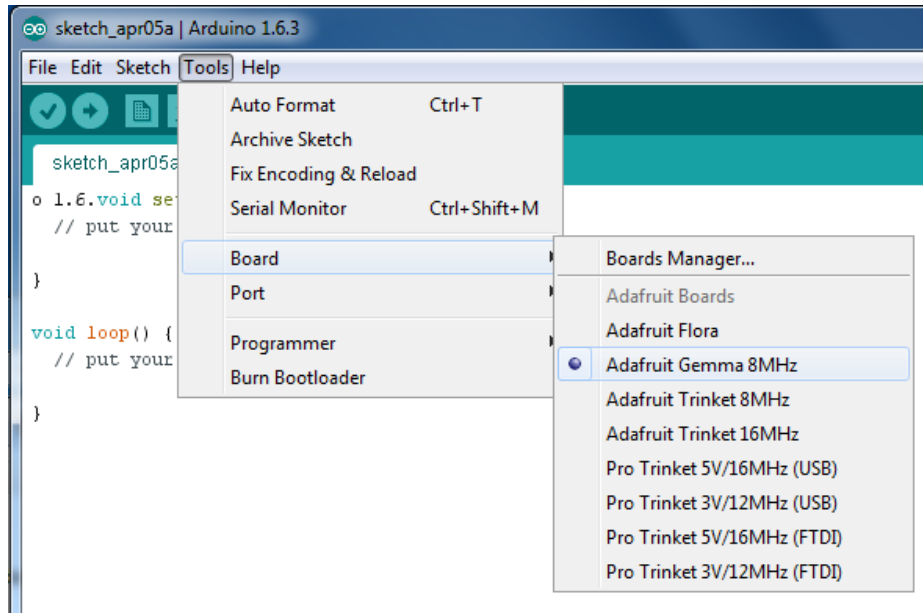 sketch_apr05a | Arduino 1.6.3
File Edit Sketch Tools Help
Auto Format Ctrl+T
Archive Sketch
Fix Encoding & Reload
Serial Monitor Ctrl+Shift+M
Board
Port
Programmer
Burn Bootloader
Boards Manager...
Adafruit Boards
Adafruit Flora
Adafruit Gemma 8MHz
Adafruit Trinket 8MHz
Adafruit Trinket 16MHz
Pro Trinket 5V/16MHz (USB)
Pro Trinket 3V/12MHz (USB)
Pro Trinket 5V/16MHz (FTDI)
Pro Trinket 3V/12MHz (FTDI)
sketch_apr05a
o 1.6.void se
// put your
}
void loop() {
// put your
}